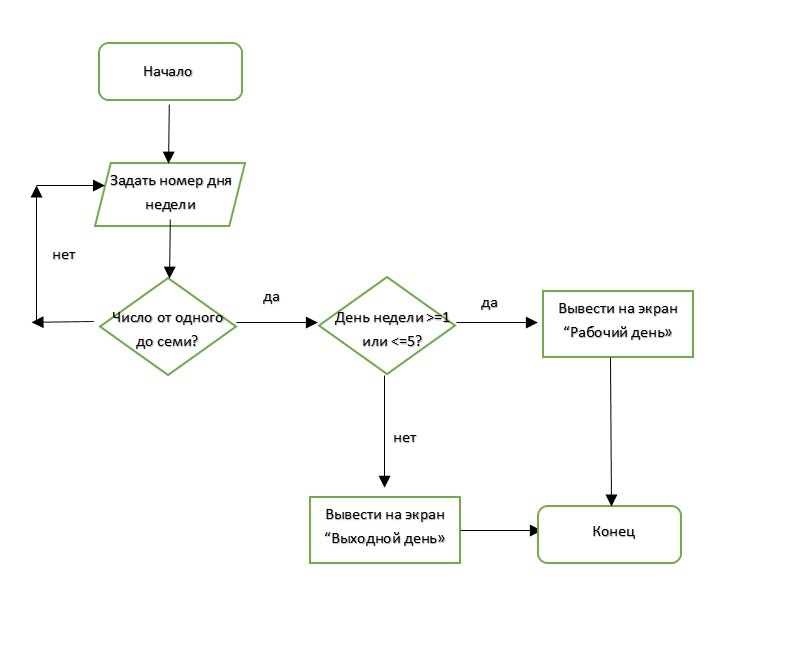 Начало
Задать номер дня
недели
нет
Число от одного
до семи?
да
День недели >=1
или <=5?
да
Вывести на экран
“Рабочий день»
нет
Вывести на экран
“Выходной день»
Конец